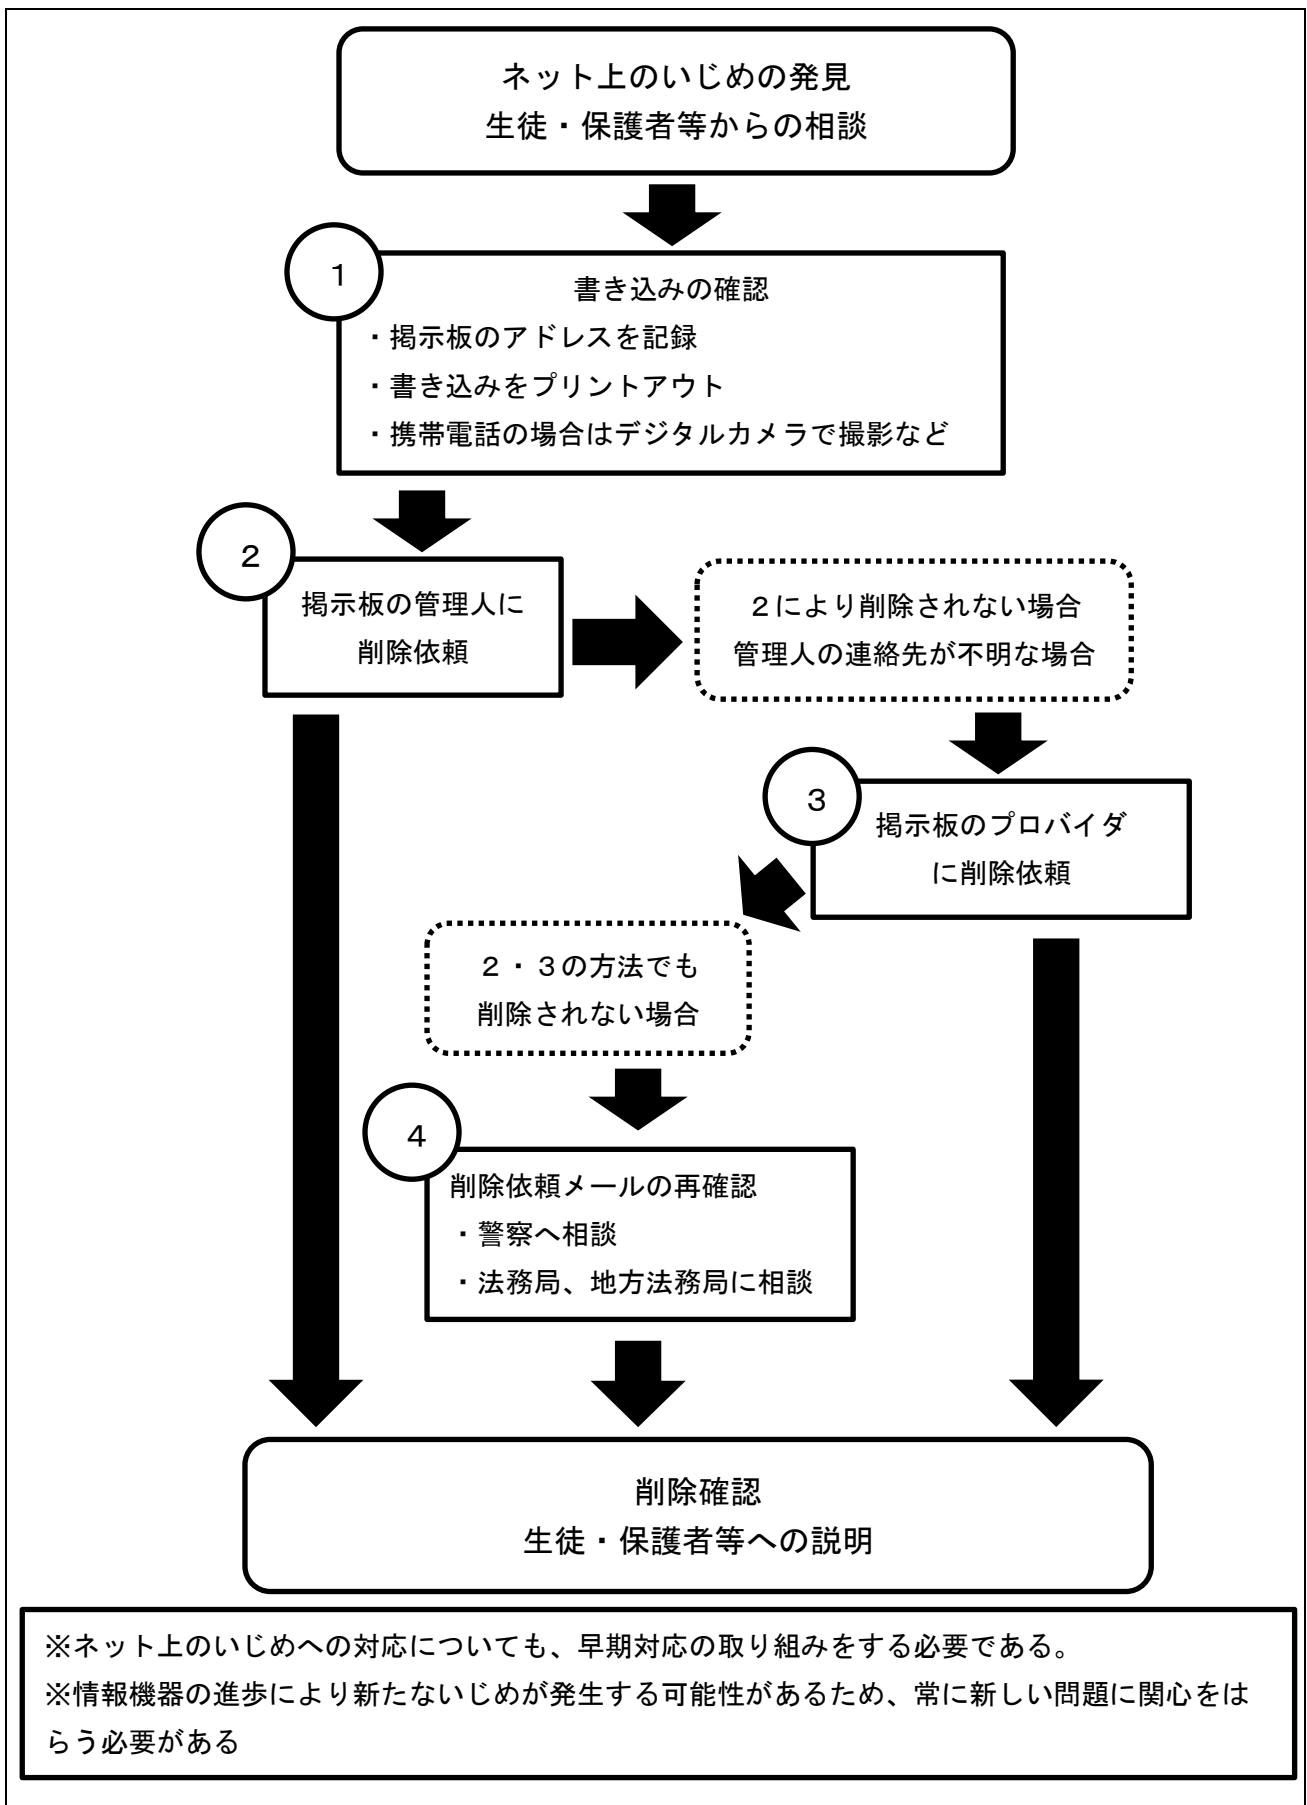 ネット上のいじめの発見
生徒・保護者等からの相談
１
書き込みの確認
・掲示板のアドレスを記録
・書き込みをプリントアウト
・携帯電話の場合はデジタルカメラで撮影など
２
掲示板の管理人に
削除依頼
２により削除されない場合
管理人の連絡先が不明な場合
３
掲示板のプロバイダ
に削除依頼
２・３の方法でも
削除されない場合
４
削除依頼メールの再確認
・警察へ相談
・法務局、地方法務局に相談
削除確認
生徒・保護者等への説明
※ネット上のいじめへの対応についても、早期対応の取り組みをする必要である。
※情報機器の進歩により新たないじめが発生する可能性があるため、常に新しい問題に関心をは
らう必要がある